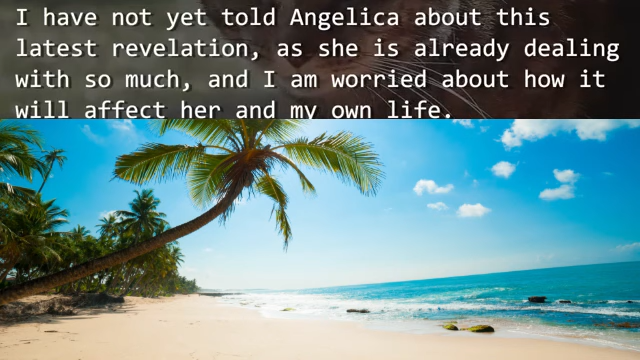 I have not yet told Angelica about this
latest revelation, as she is already dealing
with so much, and I am worried about how it
will affect her and my own life.